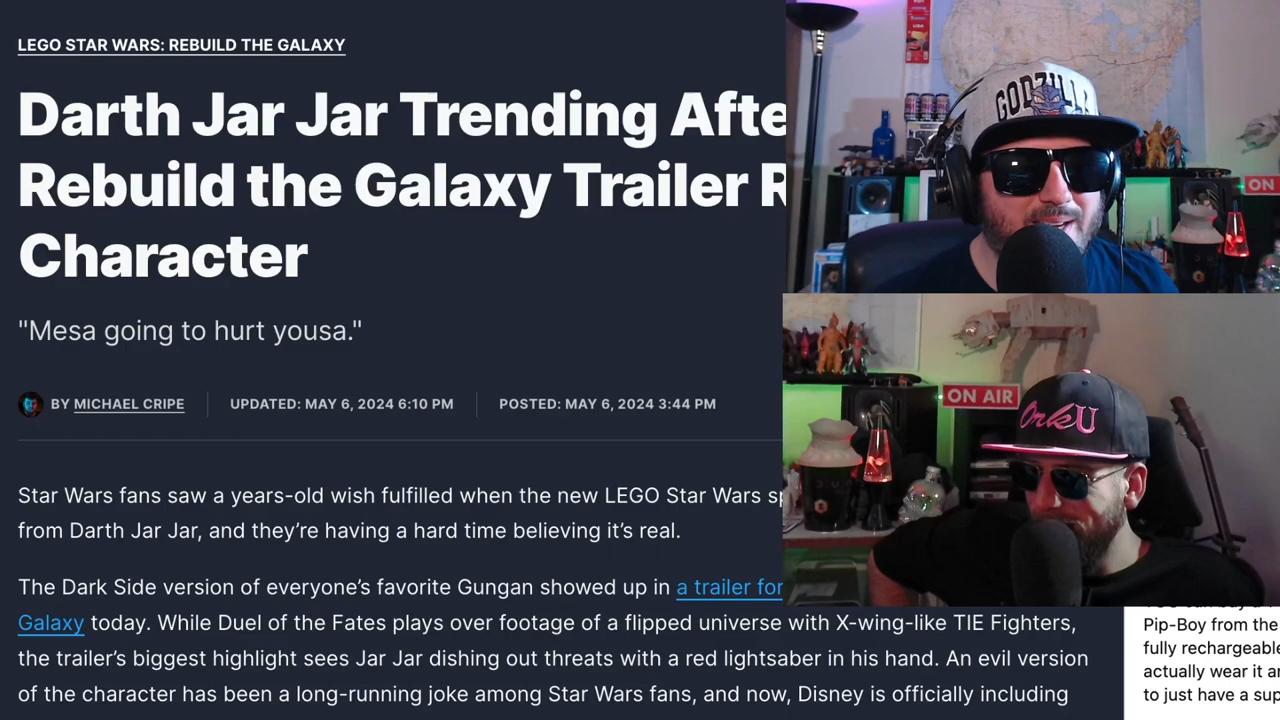 LEGO STAR WARS: REBUILD THE GALAXY
Darth Jar Jar Trending Afte
Rebuild the Galaxy Trailer R
Character
"Mesa going to hurt yousa."
BY MICHAEL CRIPE
UPDATED: MAY 6, 2024 6:10 PM
POSTED: MAY 6, 2024 3:44 PM
Star Wars fans saw a years-old wish fulfilled when the new LEGO Star Wars sp
from Darth Jar Jar, and they're having a hard time believing it's real.
The Dark Side version of everyone's favorite Gungan showed up in a trailer for
Galaxy today. While Duel of the Fates plays over footage of a flipped universe with X-wing-like TIE Fighters,
the trailer's biggest highlight sees Jar Jar dishing out threats with a red lightsaber in his hand. An evil version
of the character has been a long-running joke among Star Wars fans, and now, Disney is officially including
GODZILLA
ON
ON AIR
OrkU
Pip-Boy from the
fully rechargeable
actually wear it an
to just have a sup